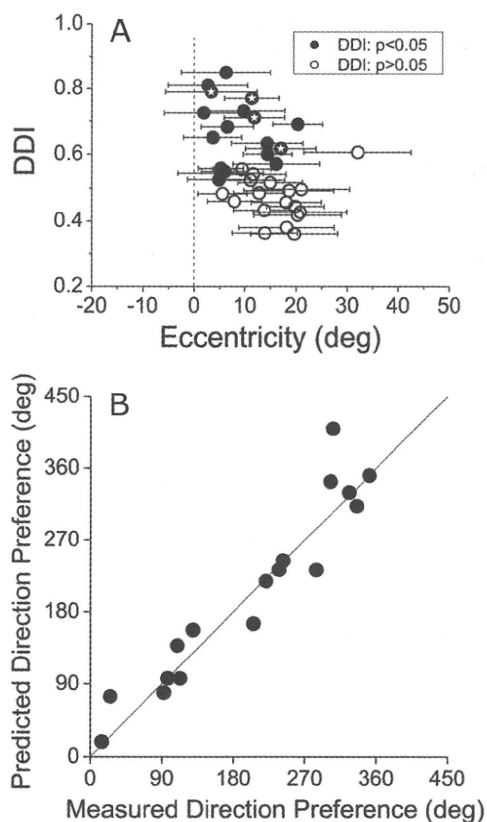 A
DDI: p<0.05
DDI: p>0.05
1.0
0.8
0.6
0.4
0.2
DDI
-20 -10 0 10 20 30 40 50
Eccentricity (deg)
B
450
360
270
180
90
0
Predicted Direction Preference (deg)
0 90 180 270 360 450
Measured Direction Preference (deg)